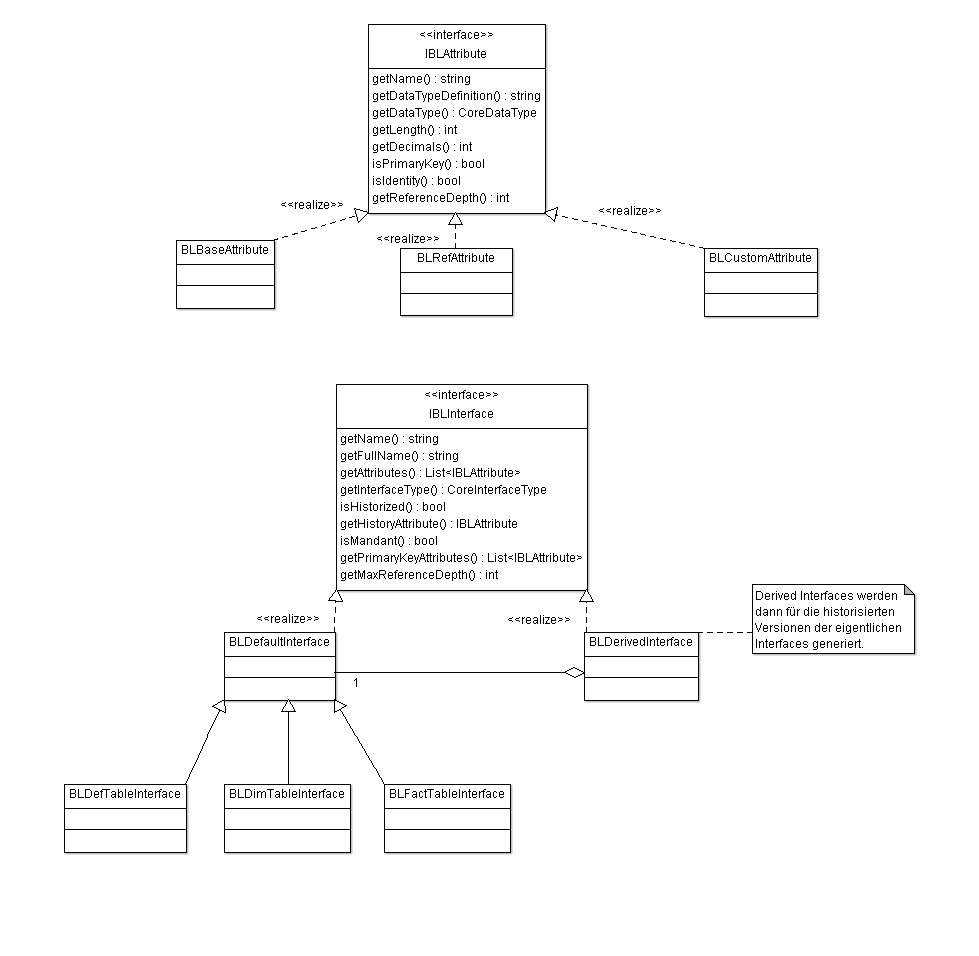 <<interface>>
IBLAttribute
getName() : string
getDataTypeDefinition() : string
getDataType() : CoreDataType
getLength() : int
getDecimals() : int
isPrimaryKey() : bool
isIdentity() : bool
getReferenceDepth() : int
<<realize>>
<<realize>>
<<realize>>
BLBaseAttribute
BLRefAttribute
BLCustomAttribute
<<interface>>
IBLInterface
getName() : string
getFullName() : string
getAttributes() : List<IBLAttribute>
getInterfaceType() : CoreInterfaceType
isHistorized() : bool
getHistoryAttribute() : IBLAttribute
isMandant() : bool
getPrimaryKeyAttributes() : List<IBLAttribute>
getMaxReferenceDepth() : int
<<realize>>
<<realize>>
Derived Interfaces werden
dann für die historisierten
Versionen der eigentlichen
Interfaces generiert.
BLDefaultInterface
BLDerivedInterface
1
BLDefTableInterface
BLDimTableInterface
BLFactTableInterface